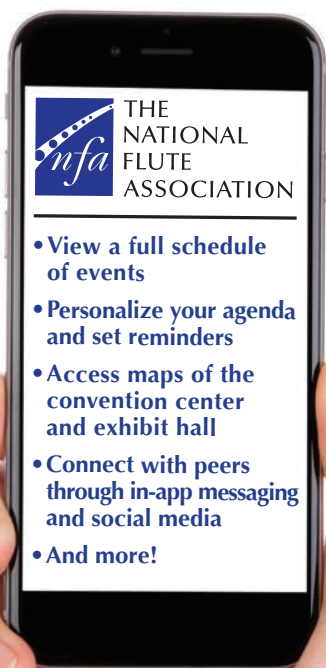 nfa
THE
NATIONAL
FLUTE
ASSOCIATION
• View a full schedule
of events
• Personalize your agenda
and set reminders
• Access maps of the
convention center
and exhibit hall
• Connect with peers
through in-app messaging
and social media
• And more!